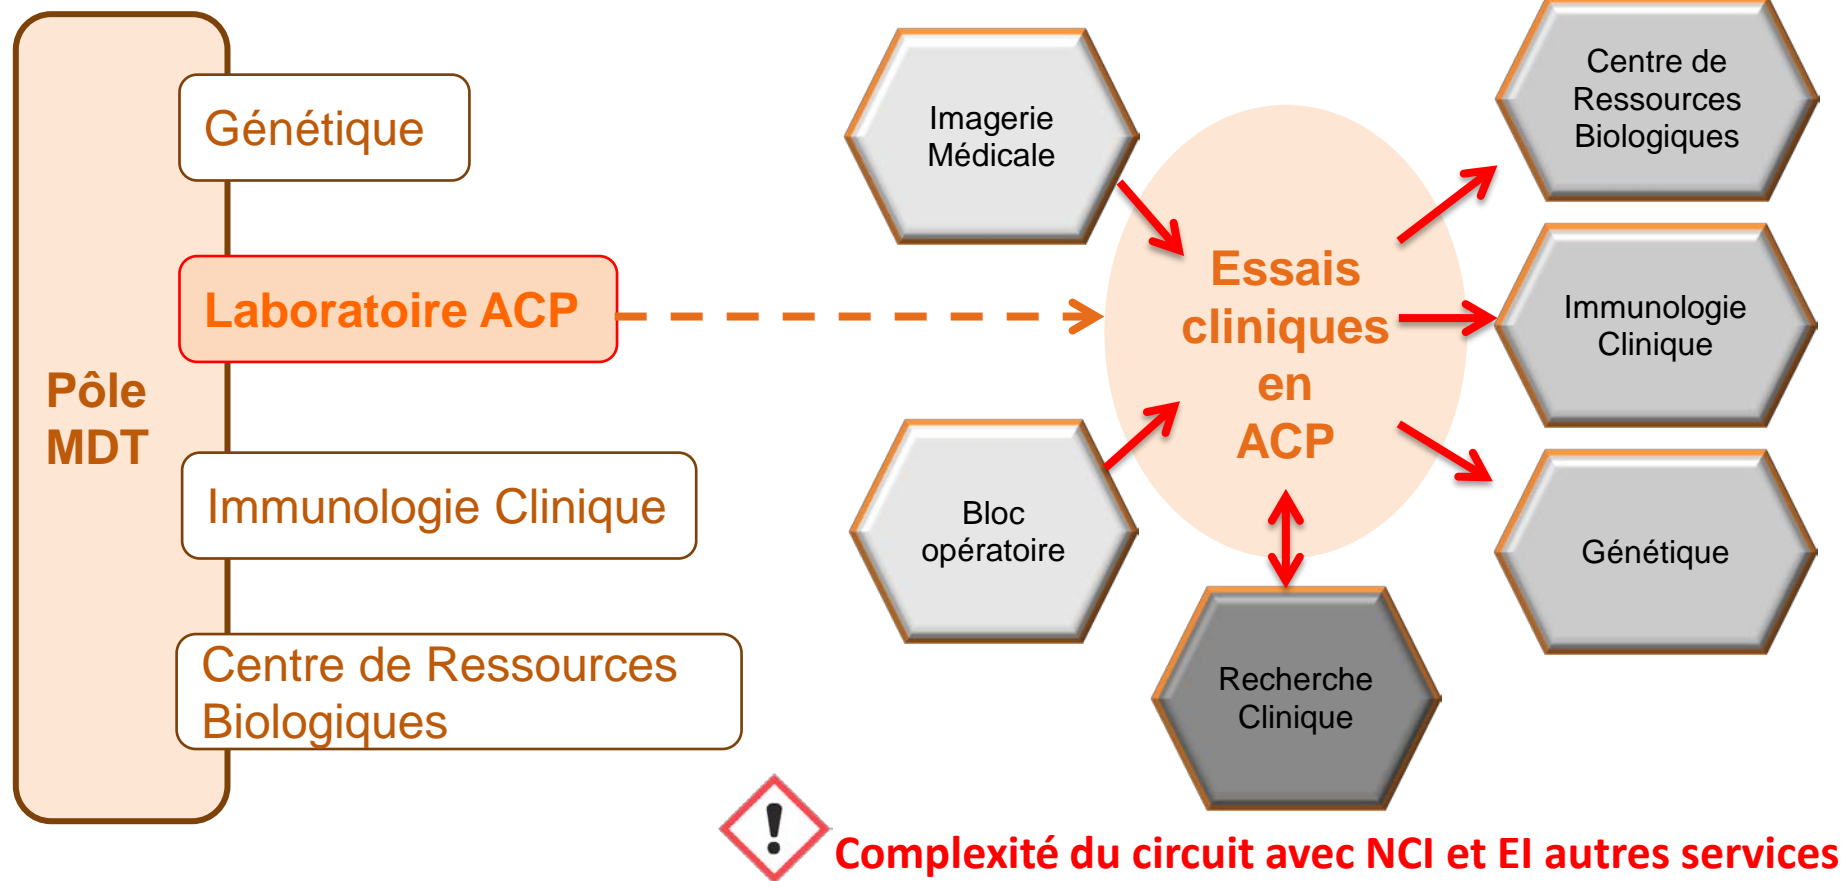 Pôle
MDT
Génétique
Laboratoire ACP
Immunologie Clinique
Centre de Ressources
Biologiques
Imagerie
Médicale
Bloc
opératoire
Essais
cliniques
en
ACP
Recherche
Clinique
Centre de
Ressources
Biologiques
Immunologie
Clinique
Génétique
Complexité du circuit avec NCI et EI autres services